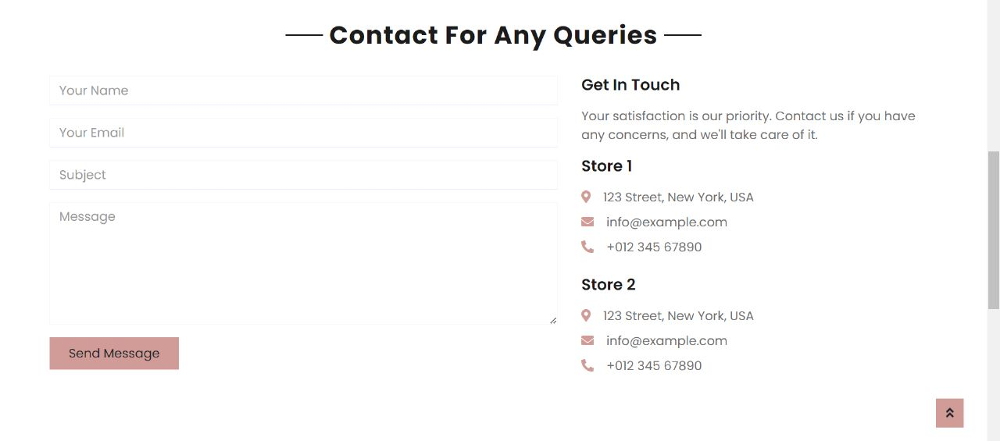 Contact For Any Queries
Your Name
Your Email
Subject
Message
Send Message
Get In Touch
Your satisfaction is our priority. Contact us if you have
any concerns, and we'll take care of it.
Store 1
123 Street, New York, USA
info@example.com
+012 345 67890
Store 2
123 Street, New York, USA
info@example.com
+012 345 67890